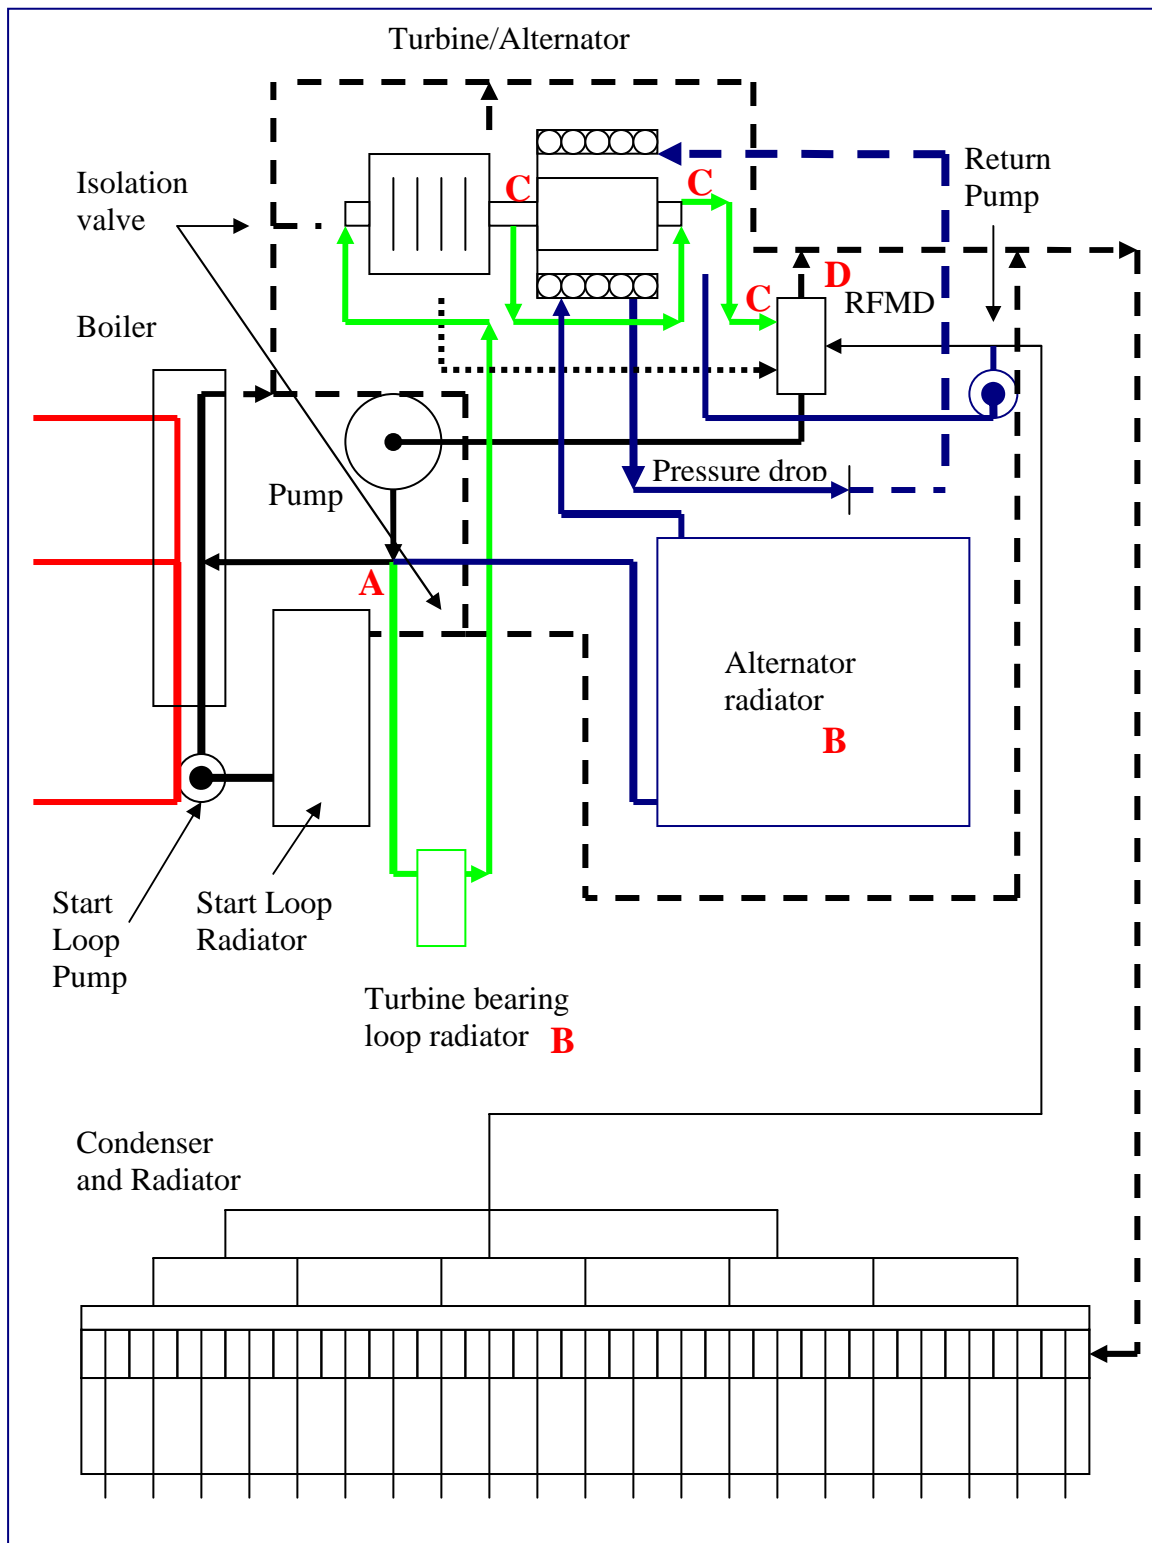 Turbine/Alternator
Return
Pump
Isolation
valve
C
C
D
C
RFMD
Boiler
Pressure drop
Pump
A
Alternator
radiator
B
Start
Loop
Pump
Start Loop
Radiator
Turbine bearing
loop radiator
B
Condenser
and Radiator